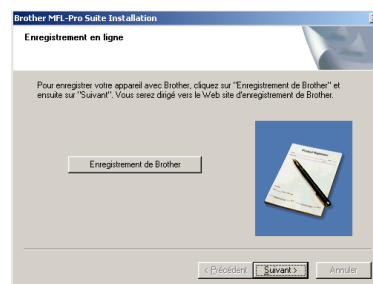 Brother MFL-Pro Suite Installation
Enregistrement en ligne
Pour enregistrer votre appareil avec Brother, cliquez sur "Enregistrement de Brother" et
ensuite sur "Suivant". Vous serez dirigé vers le Web site d'enregistrement de Brother.
Enregistrement de Brother
< Précédent Suivant > Annuler